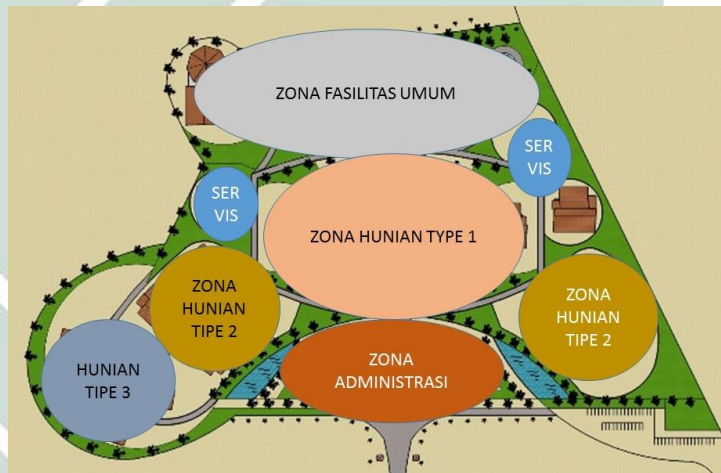 ZONA FASILITAS UMUM
SER
VIS
SER
VIS
ZONA HUNIAN TYPE 1
ZONA
HUNIAN
TIPE 2
ZONA
HUNIAN
TIPE 2
HUNIAN
TIPE 3
ZONA
ADMINISTRASI